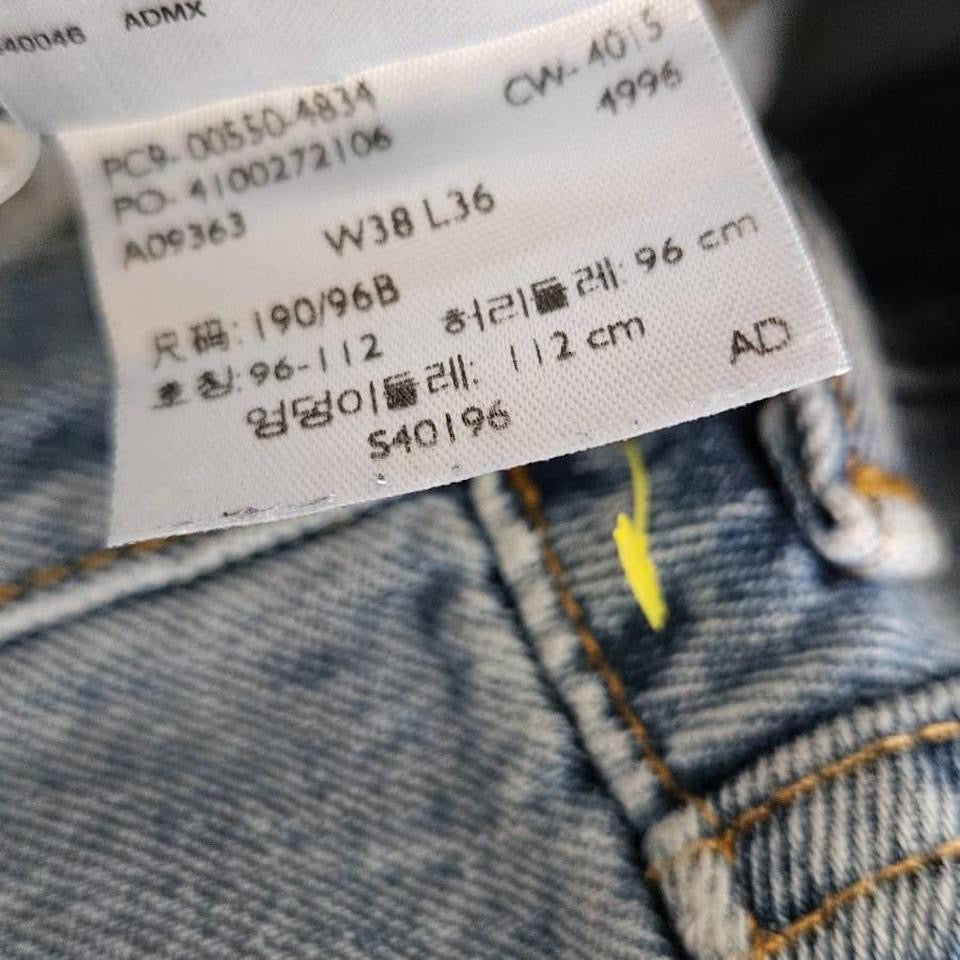 40046 ADMX
PC9-00550-4834 CW-4015
PO-4100272106 4996
A09363 W38 L36
尺码: 190/96B 허리둘레: 96 cm
호칭: 96-112 엉덩이둘레: 112 cm AD
S40196